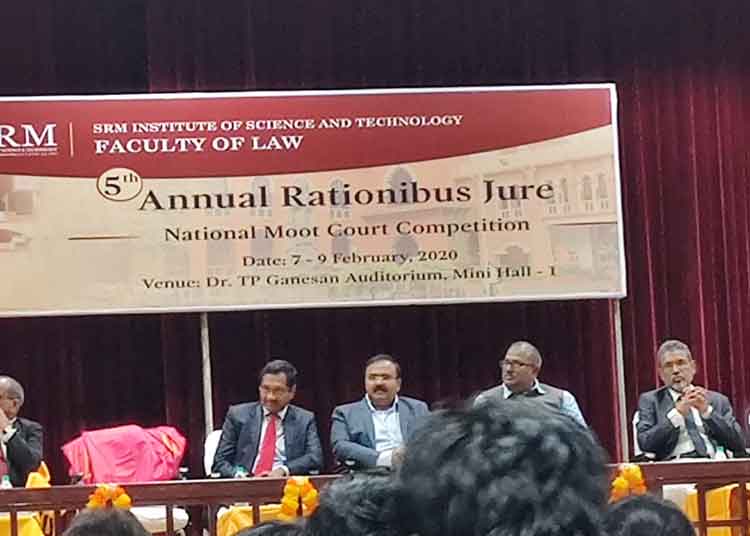 RM
SRM INSTITUTE OF SCIENCE AND TECHNOLOGY
FACULTY OF LAW
5th Annual Rationibus Jure
National Moot Court Competition
Date: 7 - 9 February, 2020
Venue: Dr. TP Ganesan Auditorium, Mini Hall - 1